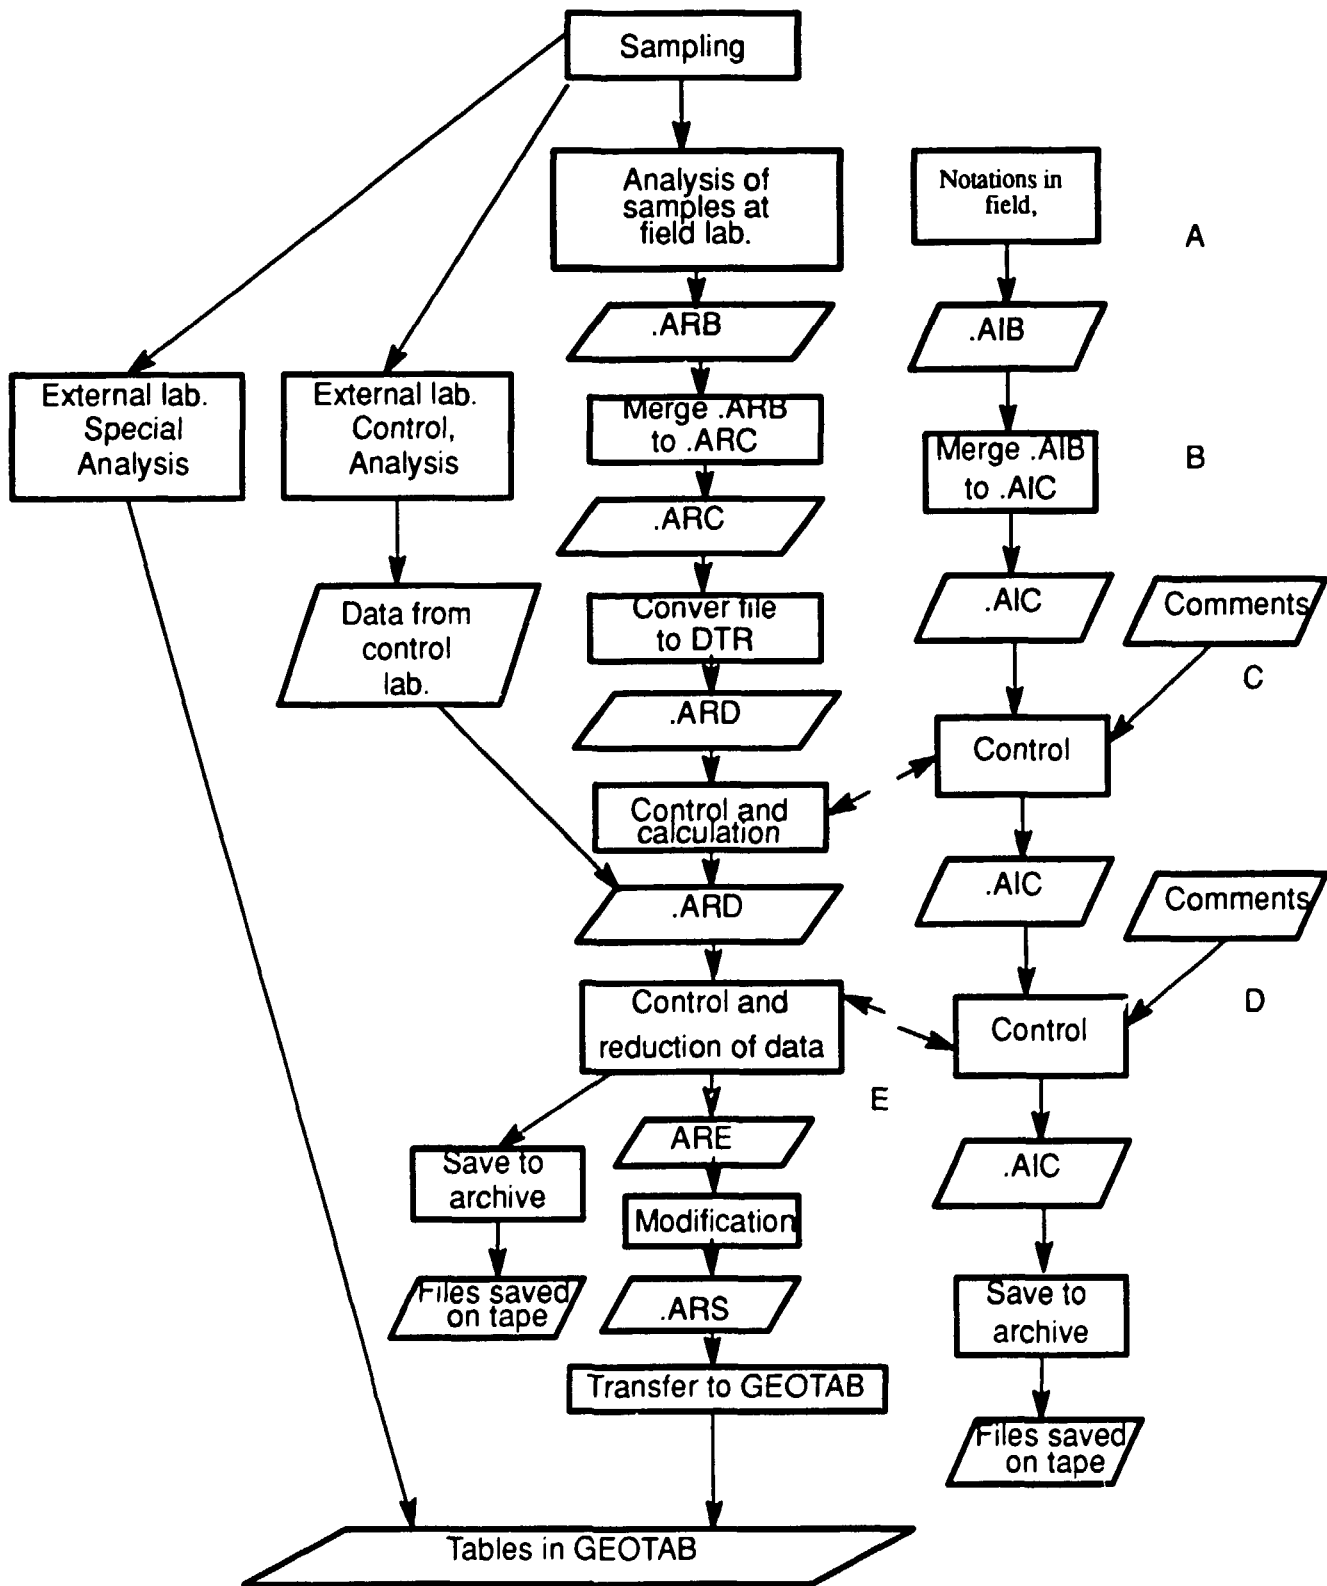 Sampling
Analysis of
samples at
field lab.
Notations in
field,
A
.ARB
.AIB
External lab.
Special
Analysis
External lab.
Control,
Analysis
Merge .ARB
to .ARC
Merge .AIB
to .AIC
B
.ARC
Data from
control
lab.
Conver file
to DTR
.AIC
Comments
C
.ARD
Control
Control and
calculation
.ARD
.AIC
Comments
Control and
reduction of data
Control
D
E
ARE
Save to
archive
.AIC
Modification
Files saved
on tape
.ARS
Save to
archive
Transfer to GEOTAB
Files saved
on tape
Tables in GEOTAB